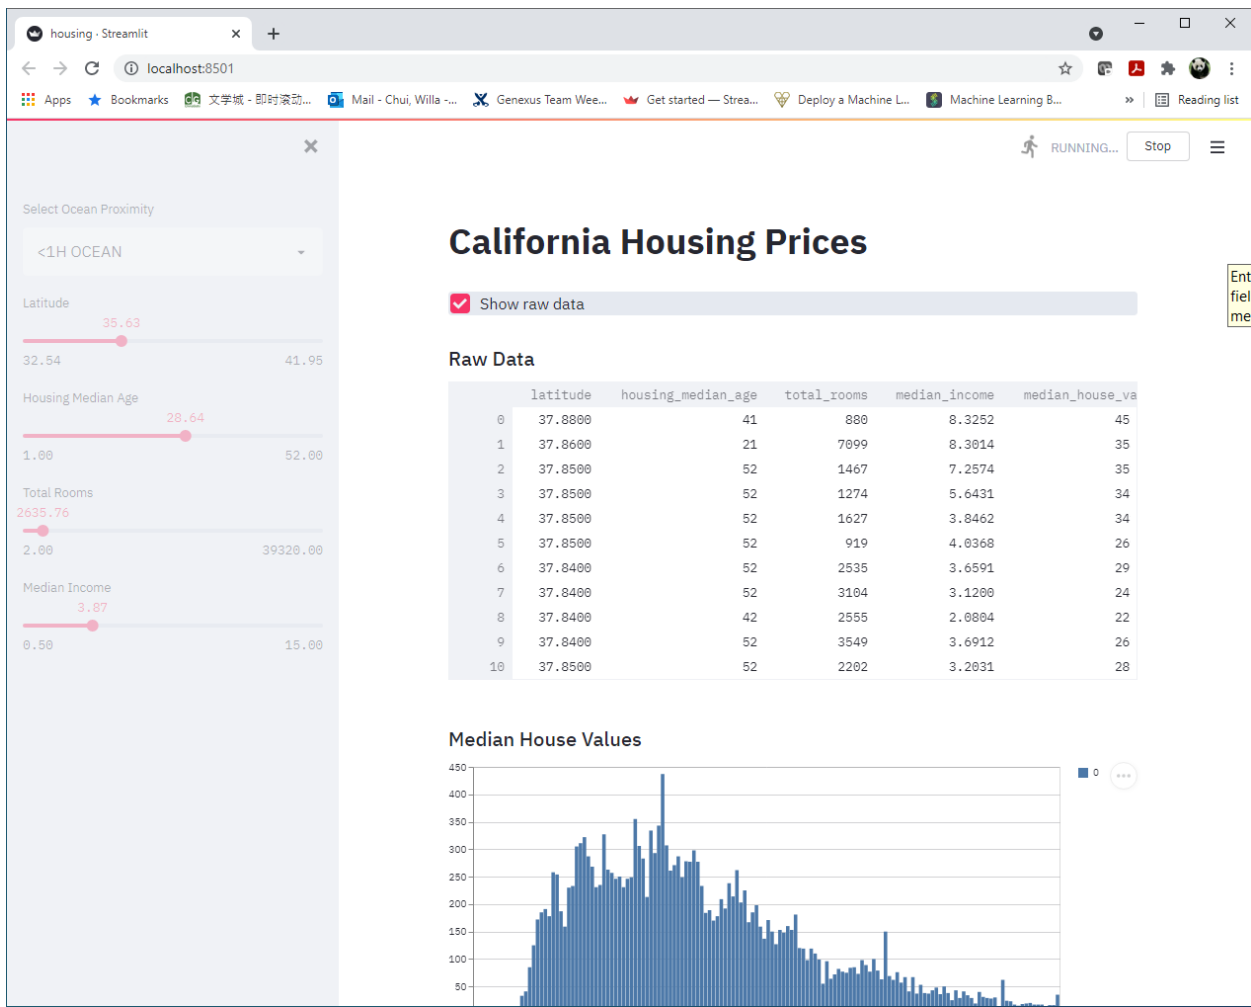 housing · Streamlit
localhost:8501
Apps Bookmarks 文学城 - 即时滚动... Mail - Chui, Willa -... Genexus Team Wee... Get started — Strea... Deploy a Machine L... Machine Learning B... » Reading list
RUNNING... Stop
Select Ocean Proximity
<1H OCEAN
Latitude
35.63
32.54 41.95
Housing Median Age
28.64
1.00 52.00
Total Rooms
2635.76
2.00 39320.00
Median Income
3.87
0.50 15.00
California Housing Prices
Show raw data
Ent
fiel
me
Raw Data
latitude housing_median_age total_rooms median_income median_house_va
0 37.8800 41 880 8.3252 45
1 37.8600 21 7099 8.3014 35
2 37.8500 52 1467 7.2574 35
3 37.8500 52 1274 5.6431 34
4 37.8500 52 1627 3.8462 34
5 37.8500 52 919 4.0368 26
6 37.8400 52 2535 3.6591 29
7 37.8400 52 3104 3.1200 24
8 37.8400 42 2555 2.0804 22
9 37.8400 52 3549 3.6912 26
10 37.8500 52 2202 3.2031 28
Median House Values
450
400
350
300
250
200
150
100
50
0